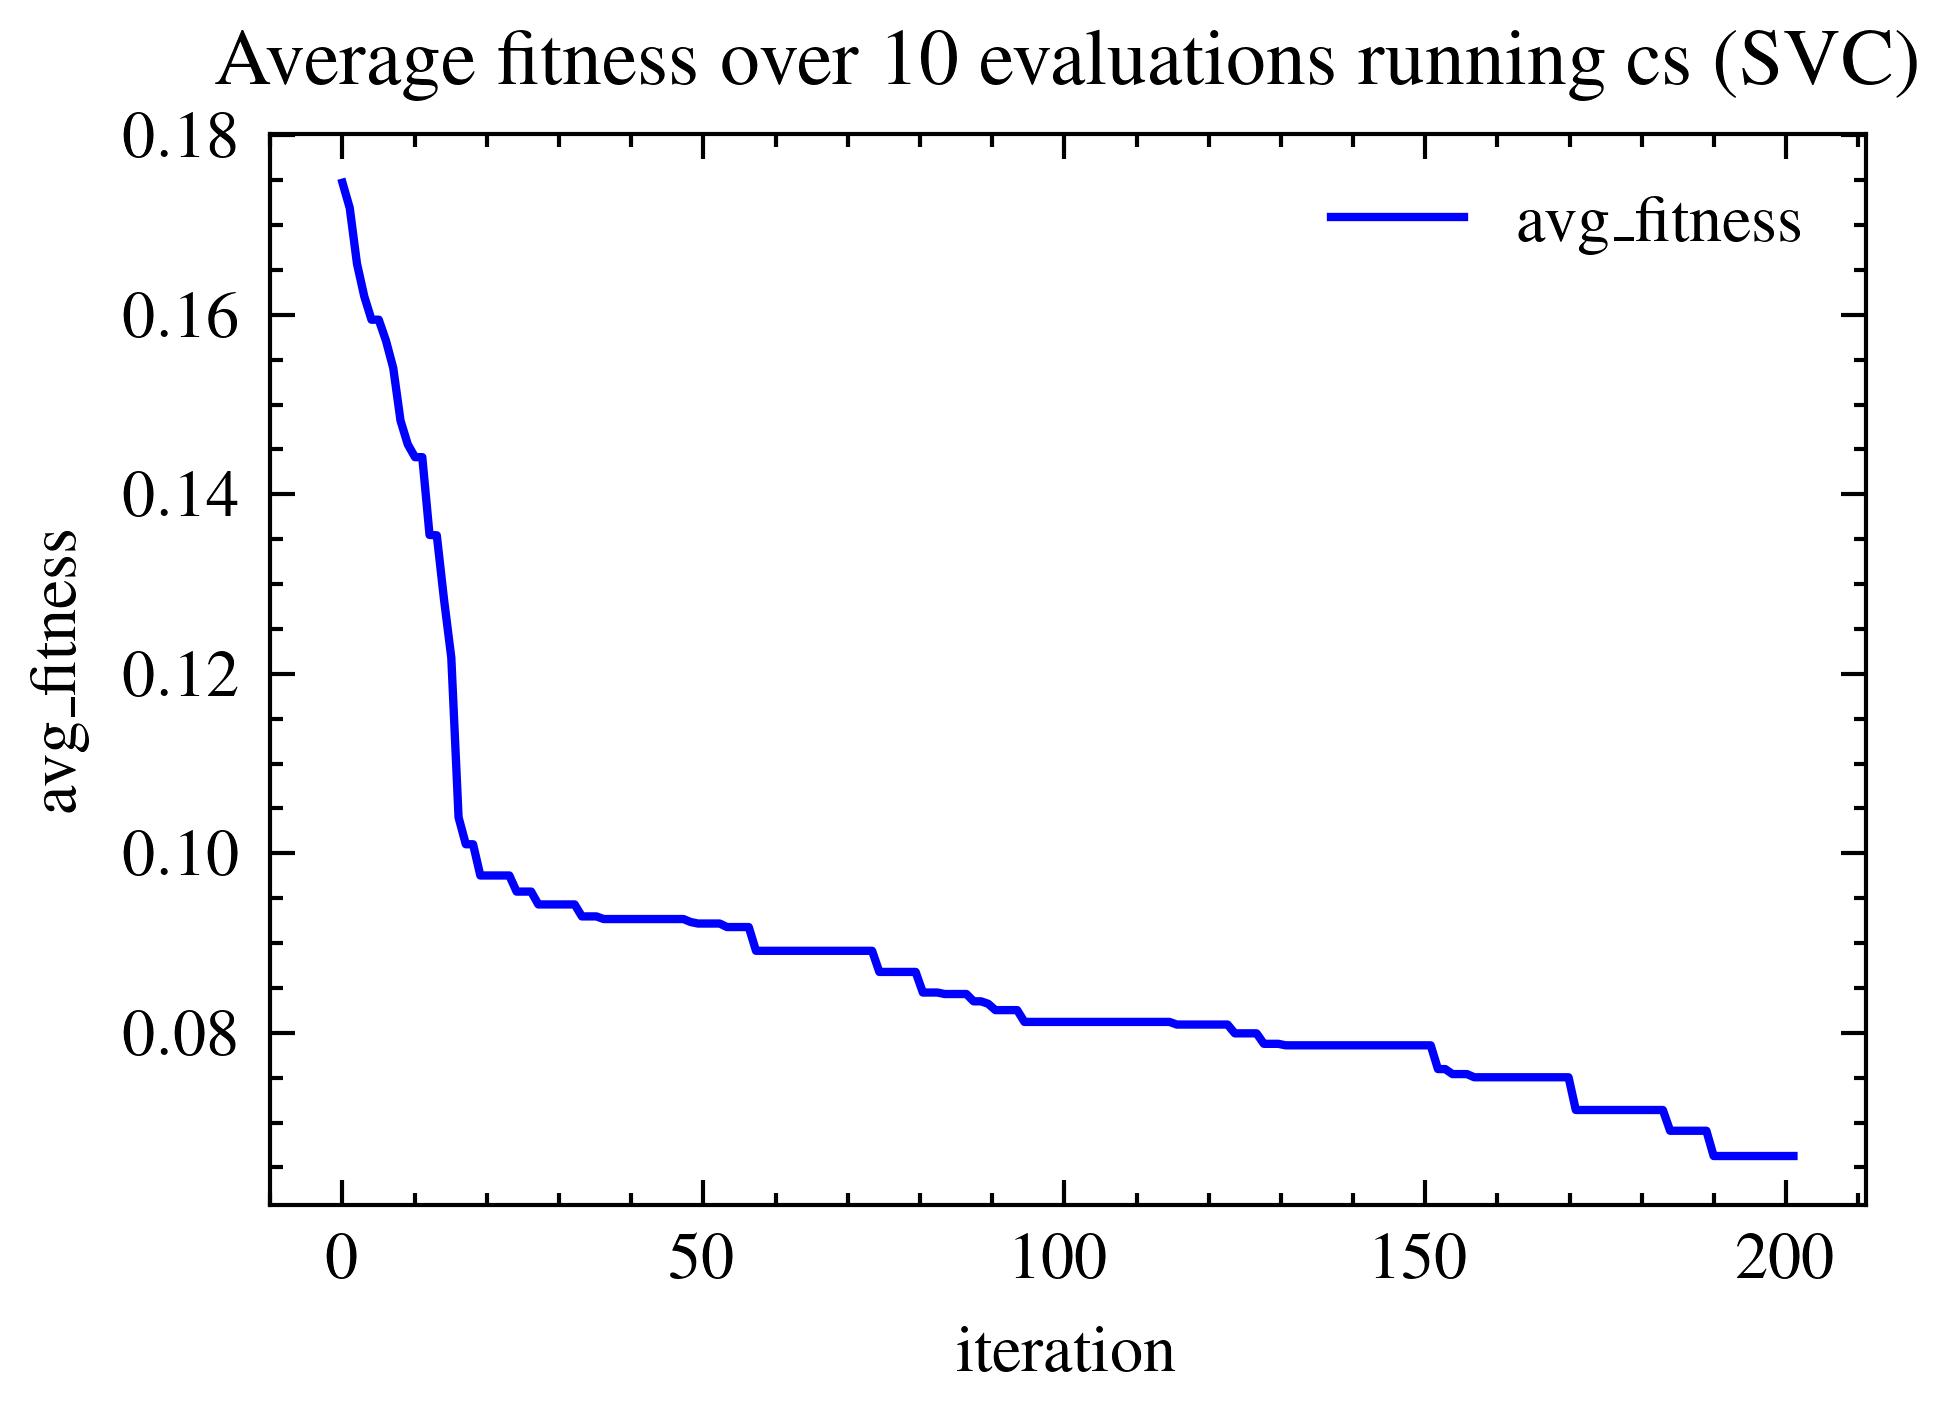 Average fitness over 10 evaluations running cs (SVC)
avg_fitness
0.18
0.16
0.14
0.12
0.10
0.08
avg_fitness
0 50 100 150 200
iteration